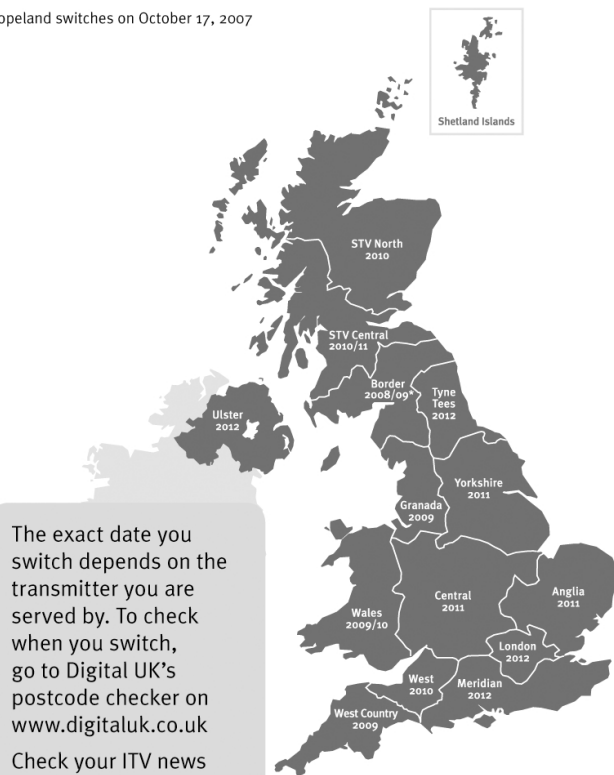 opeland switches on October 17, 2007
Shetland Islands
STV North
2010
STV Central
2010/11
Border
2008/09*
Tyne
Tees
2012
Ulster
2012
Yorkshire
2011
Granada
2009
Wales
2009/10
Central
2011
Anglia
2011
London
2012
West
2010
Meridian
2012
West Country
2009
The exact date you
switch depends on the
transmitter you are
served by. To check
when you switch,
go to Digital UK's
postcode checker on
www.digitaluk.co.uk
Check your ITV news